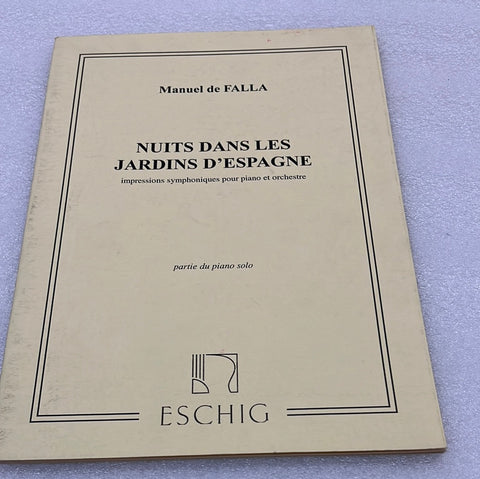 Manuel de FALLA
NUITS DANS LES
JARDINS D'ESPAGNE
impressions symphoniques pour piano et orchestre
partie du piano solo
ESCHIG